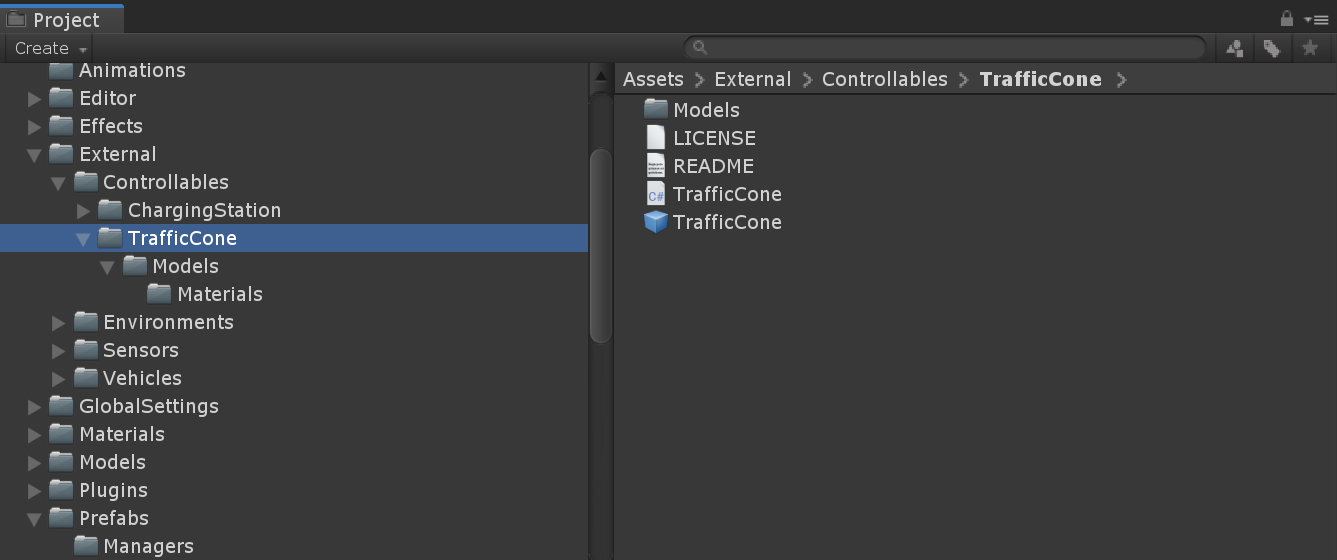 Project
Create
Animations
Editor
Effects
External
Controllables
ChargingStation
TrafficCone
Models
Materials
Environments
Sensors
Vehicles
GlobalSettings
Materials
Models
Plugins
Prefabs
Managers
Assets > External > Controllables > TrafficCone >
Models
LICENSE
README
C# TrafficCone
TrafficCone